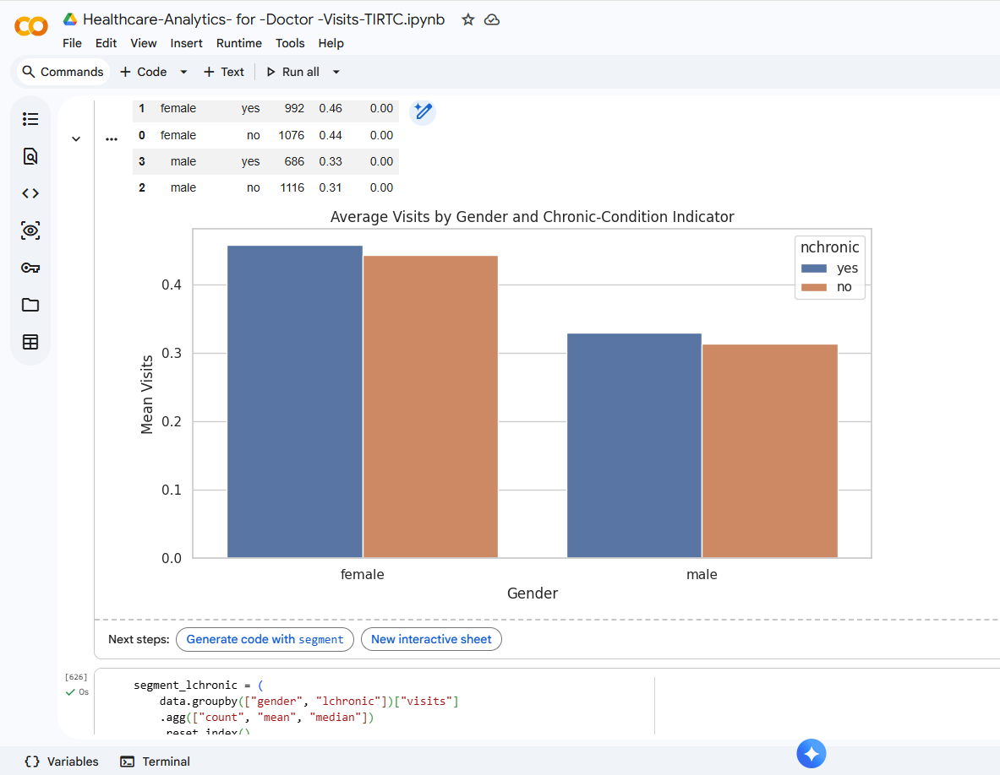 Healthcare-Analytics- for -Doctor -Visits-TIRTC.ipynb
File Edit View Insert Runtime Tools Help
Commands + Code + Text Run all
1 female yes 992 0.46 0.00
0 female no 1076 0.44 0.00
3 male yes 686 0.33 0.00
2 male no 1116 0.31 0.00
Average Visits by Gender and Chronic-Condition Indicator
nchronic
yes
no
0.4
0.3
0.2
0.1
0.0
Mean Visits
female male
Gender
Next steps: Generate code with segment New interactive sheet
[626]
0s
segment_lchronic = (
data.groupby(["gender", "lchronic"])["visits"]
.agg(["count", "mean", "median"])
.reset_index()
Variables Terminal